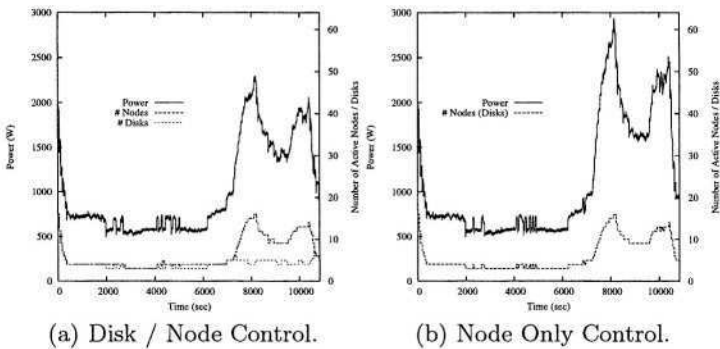 3000
2500
2000
1500
1000
500
0
Power (W)
60
50
40
30
20
10
0
Number of Active Nodes / Disks
Power
# Nodes
# Disks
0 2000 4000 6000 8000 10000
Time (sec)
(a) Disk / Node Control.
3000
2500
2000
1500
1000
500
0
Power (W)
60
50
40
30
20
10
0
Number of Active Nodes / Disks
Power
# Nodes (Disks)
0 2000 4000 6000 8000 10000
Time (sec)
(b) Node Only Control.